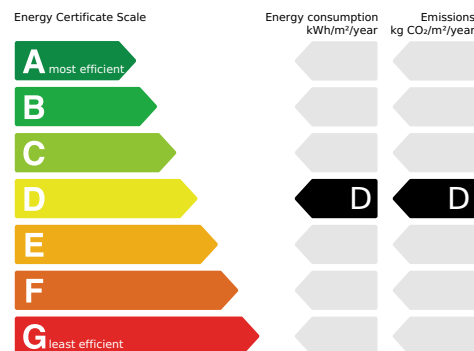 Energy Certificate Scale
Energy consumption
kWh/m²/year
Emissions
kg CO₂/m²/year
A most efficient
B
C
D D D
E
F
G least efficient